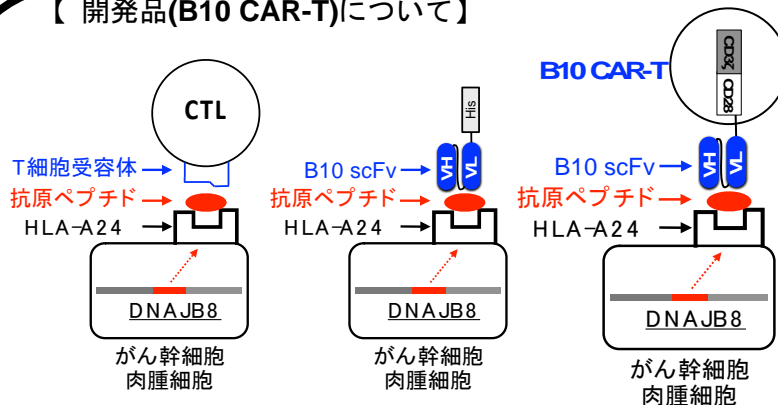 【 開発品(B10 CAR-T)について】
CTL
T細胞受容体
抗原ペプチド
HLA-A24
DNAJB8
がん幹細胞
肉腫細胞
His
VH
VL
B10 scFv
抗原ペプチド
HLA-A24
DNAJB8
がん幹細胞
肉腫細胞
B10 CAR-T
CD3ζ
CD28
VH
VL
B10 scFv
抗原ペプチド
HLA-A24
DNAJB8
がん幹細胞
肉腫細胞